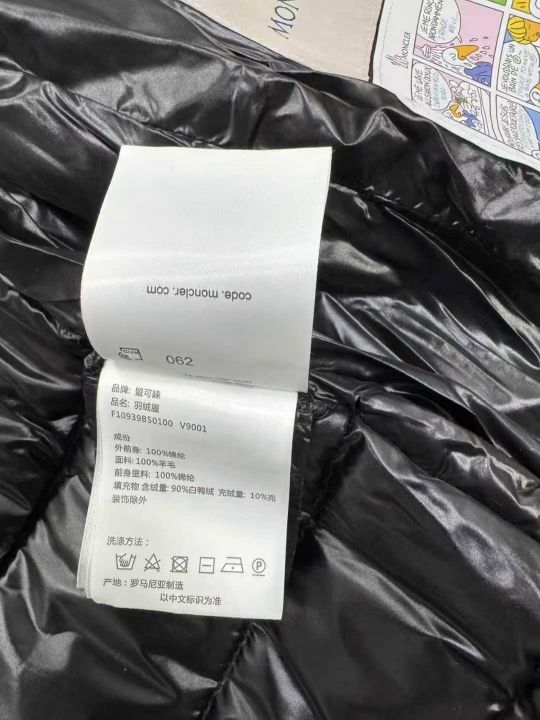 MON
MONCLER
code.moncler.com
062
品牌: 盟可睐
品名: 羽绒服
F10939BS0100 V9001
成份
外前身: 100%锦纶
面料:100%羊毛
前身里料:100%锦纶
填充物 含绒量: 90%白鸭绒 充绒量: 10%克
装饰除外
洗涤方法:
产地: 罗马尼亚制造
以中文标识为准